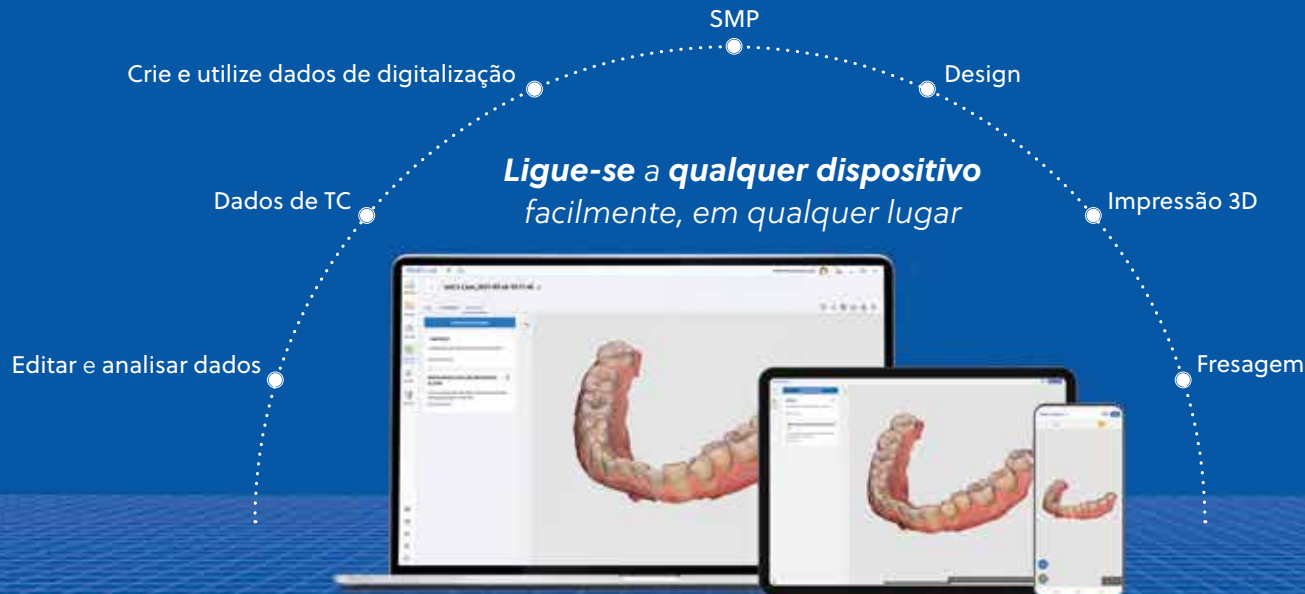 SMP
Crie e utilize dados de digitalização
Design
Ligue-se a qualquer dispositivo
facilmente, em qualquer lugar
Dados de TC
Impressão 3D
Editar e analisar dados
Fresagem